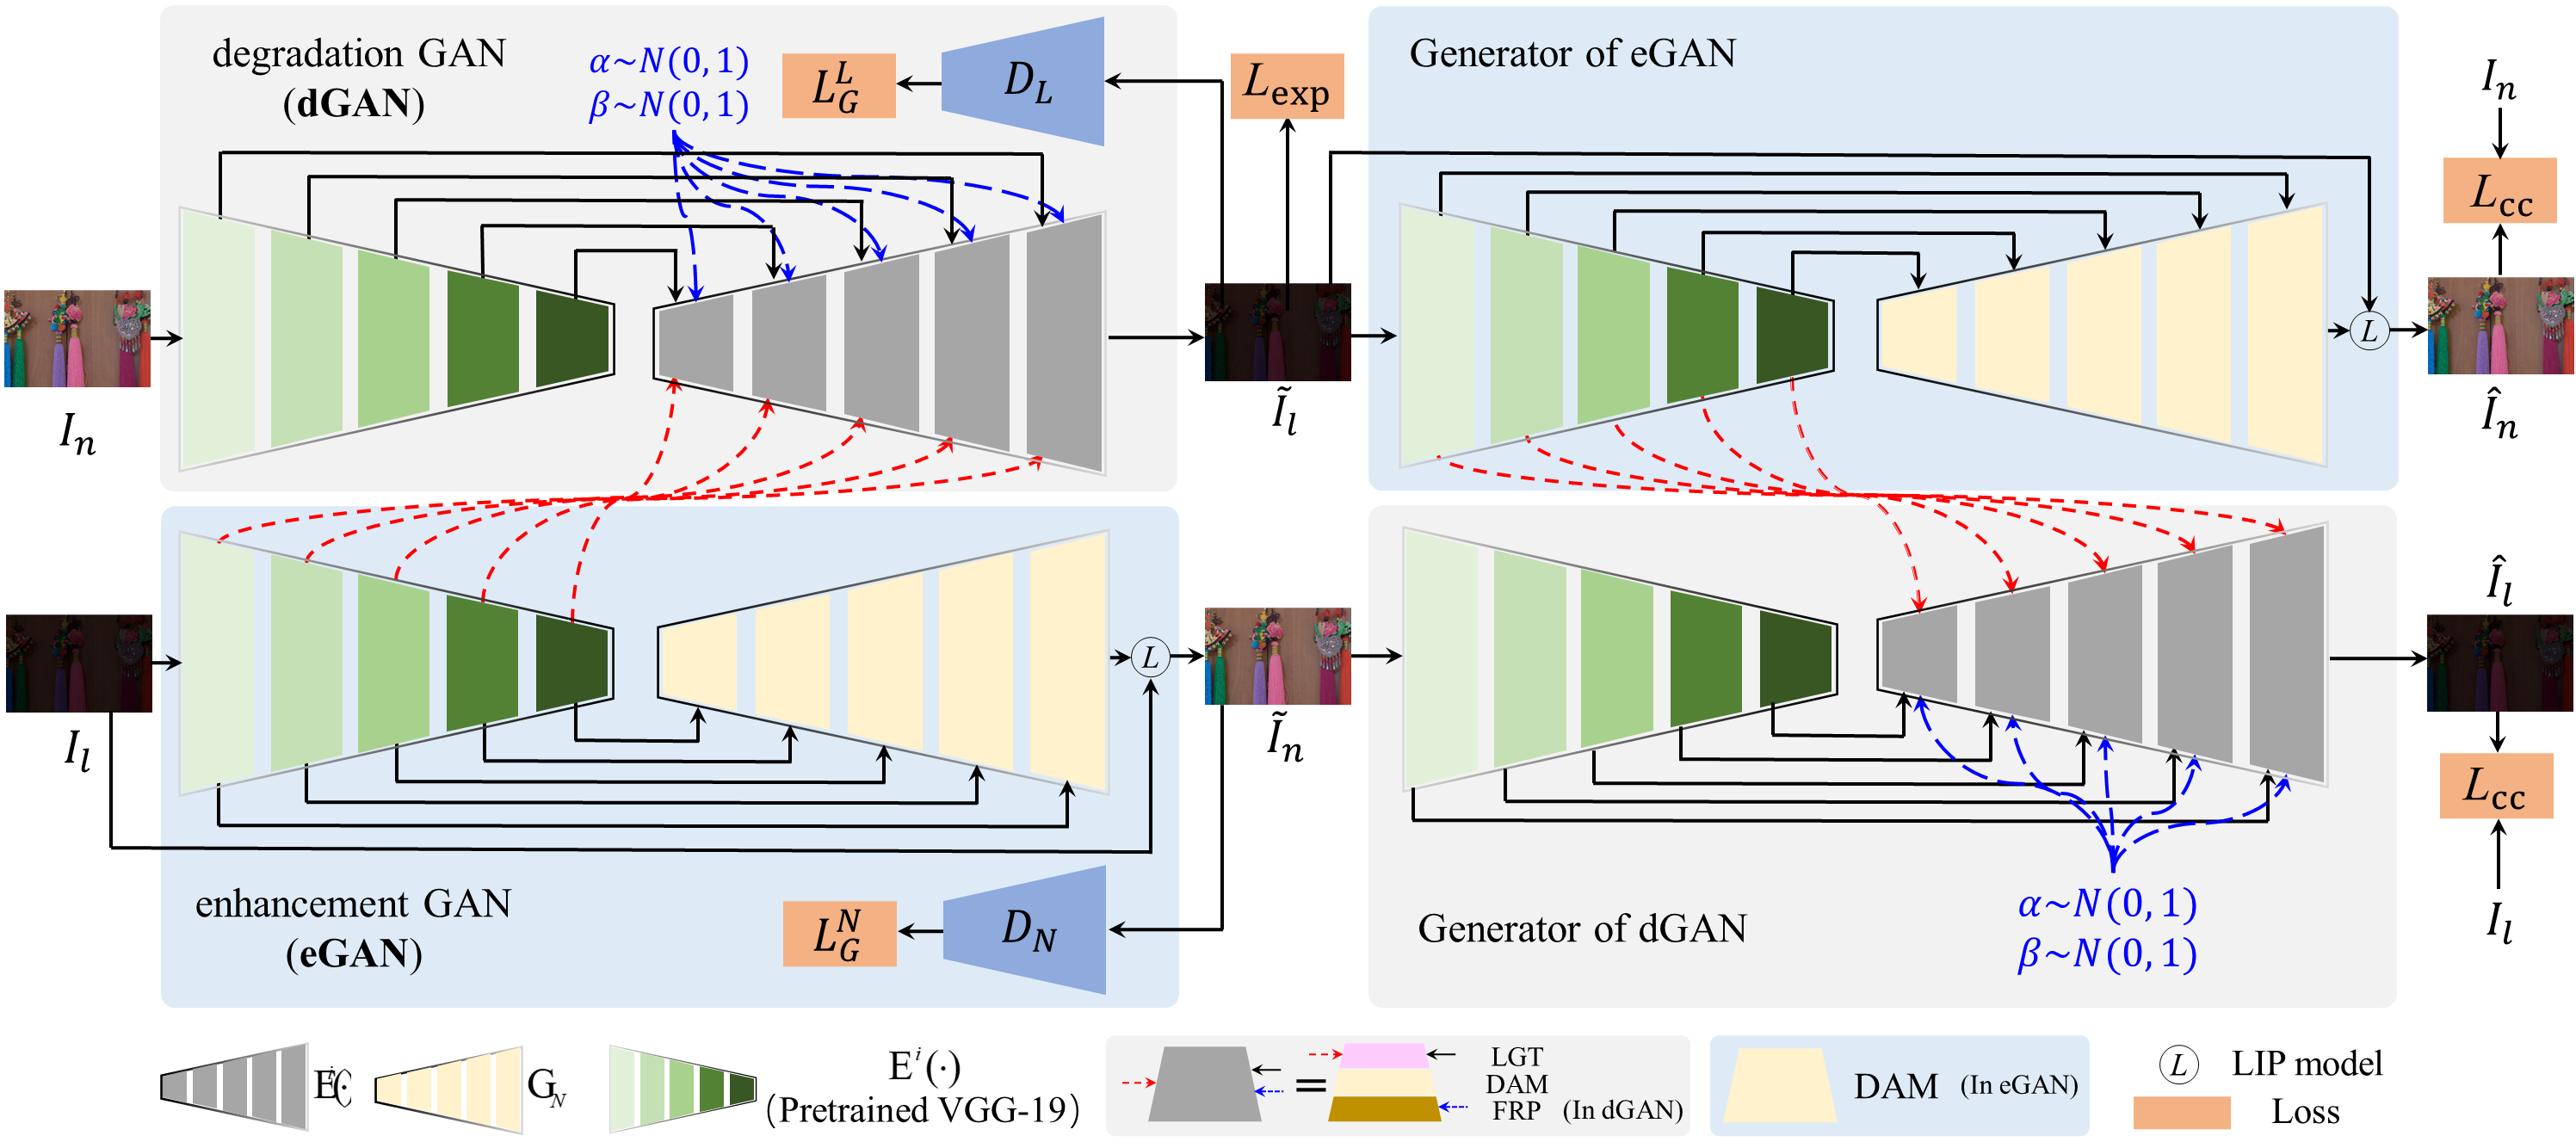 degradation GAN
(dGAN)
α~N(0,1)
β~N(0,1)
L_G^L
D_L
L_exp
Generator of eGAN
I_n
L_cc
I_n
Ĩ_l
L
Î_n
I_l
L
Ĩ_n
Î_l
L_cc
I_l
enhancement GAN
(eGAN)
L_G^N
D_N
Generator of dGAN
α~N(0,1)
β~N(0,1)
G_N
E^i(·)
(Pretrained VGG-19)
=
LGT
DAM
FRP (In dGAN)
DAM (In eGAN)
L LIP model
Loss